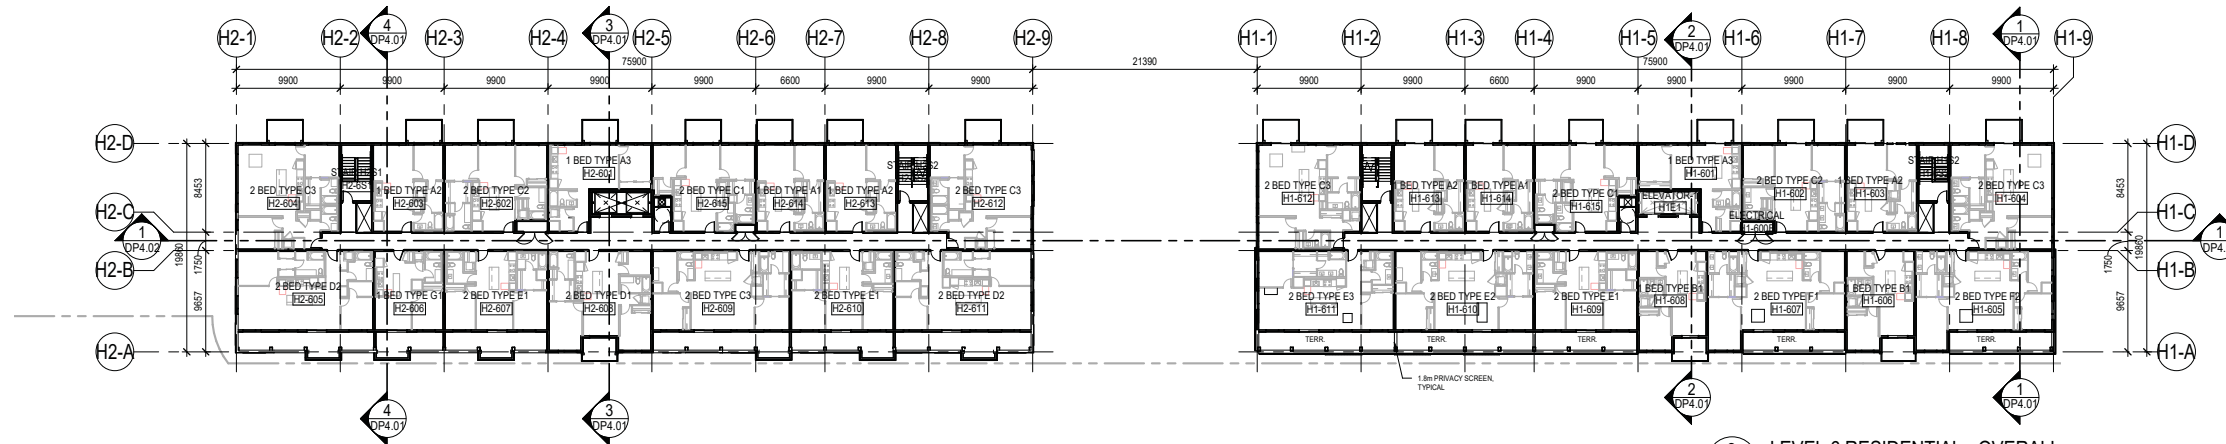 H2-1
H2-2
4
DP4.01
H2-3
H2-4
3
DP4.01
H2-5
H2-6
H2-7
H2-8
H2-9
H1-1
H1-2
H1-3
H1-4
H1-5
2
DP4.01
H1-6
H1-7
H1-8
1
DP4.01
H1-9
75900
21390
75900
9900
9900
9900
9900
9900
6600
9900
9900
9900
9900
6600
9900
9900
9900
9900
9900
H2-D
H2-C
1
DP4.02
H2-B
H2-A
8453
19860
1750
9657
2 BED TYPE C3
H2-604
1 BED TYPE A2
H2-603
2 BED TYPE C2
H2-602
1 BED TYPE A3
H2-601
2 BED TYPE C1
H2-615
1 BED TYPE A1
H2-614
1 BED TYPE A2
H2-613
2 BED TYPE C3
H2-612
2 BED TYPE D2
H2-605
1 BED TYPE G1
H2-606
2 BED TYPE E1
H2-607
2 BED TYPE D1
H2-608
2 BED TYPE C3
H2-609
2 BED TYPE E1
H2-610
2 BED TYPE D2
H2-611
2 BED TYPE C3
H1-612
1 BED TYPE A2
H1-613
1 BED TYPE A1
H1-614
2 BED TYPE C1
H1-615
1 BED TYPE A3
H1-601
ELEVATOR
H1E1
2 BED TYPE C2
H1-602
ELECTRICAL
1 BED TYPE A2
H1-603
2 BED TYPE C3
H1-604
2 BED TYPE E3
H1-611
2 BED TYPE E2
H1-610
2 BED TYPE E1
H1-609
1 BED TYPE B1
H1-608
2 BED TYPE F1
H1-607
1 BED TYPE B1
H1-606
2 BED TYPE F2
H1-605
TERR.
TERR.
TERR.
TERR.
TERR.
1.8m PRIVACY SCREEN,
TYPICAL
H1-D
H1-C
1
H1-B
H1-A
8453
19860
1750
9657
4
DP4.01
3
DP4.01
2
DP4.01
1
DP4.01